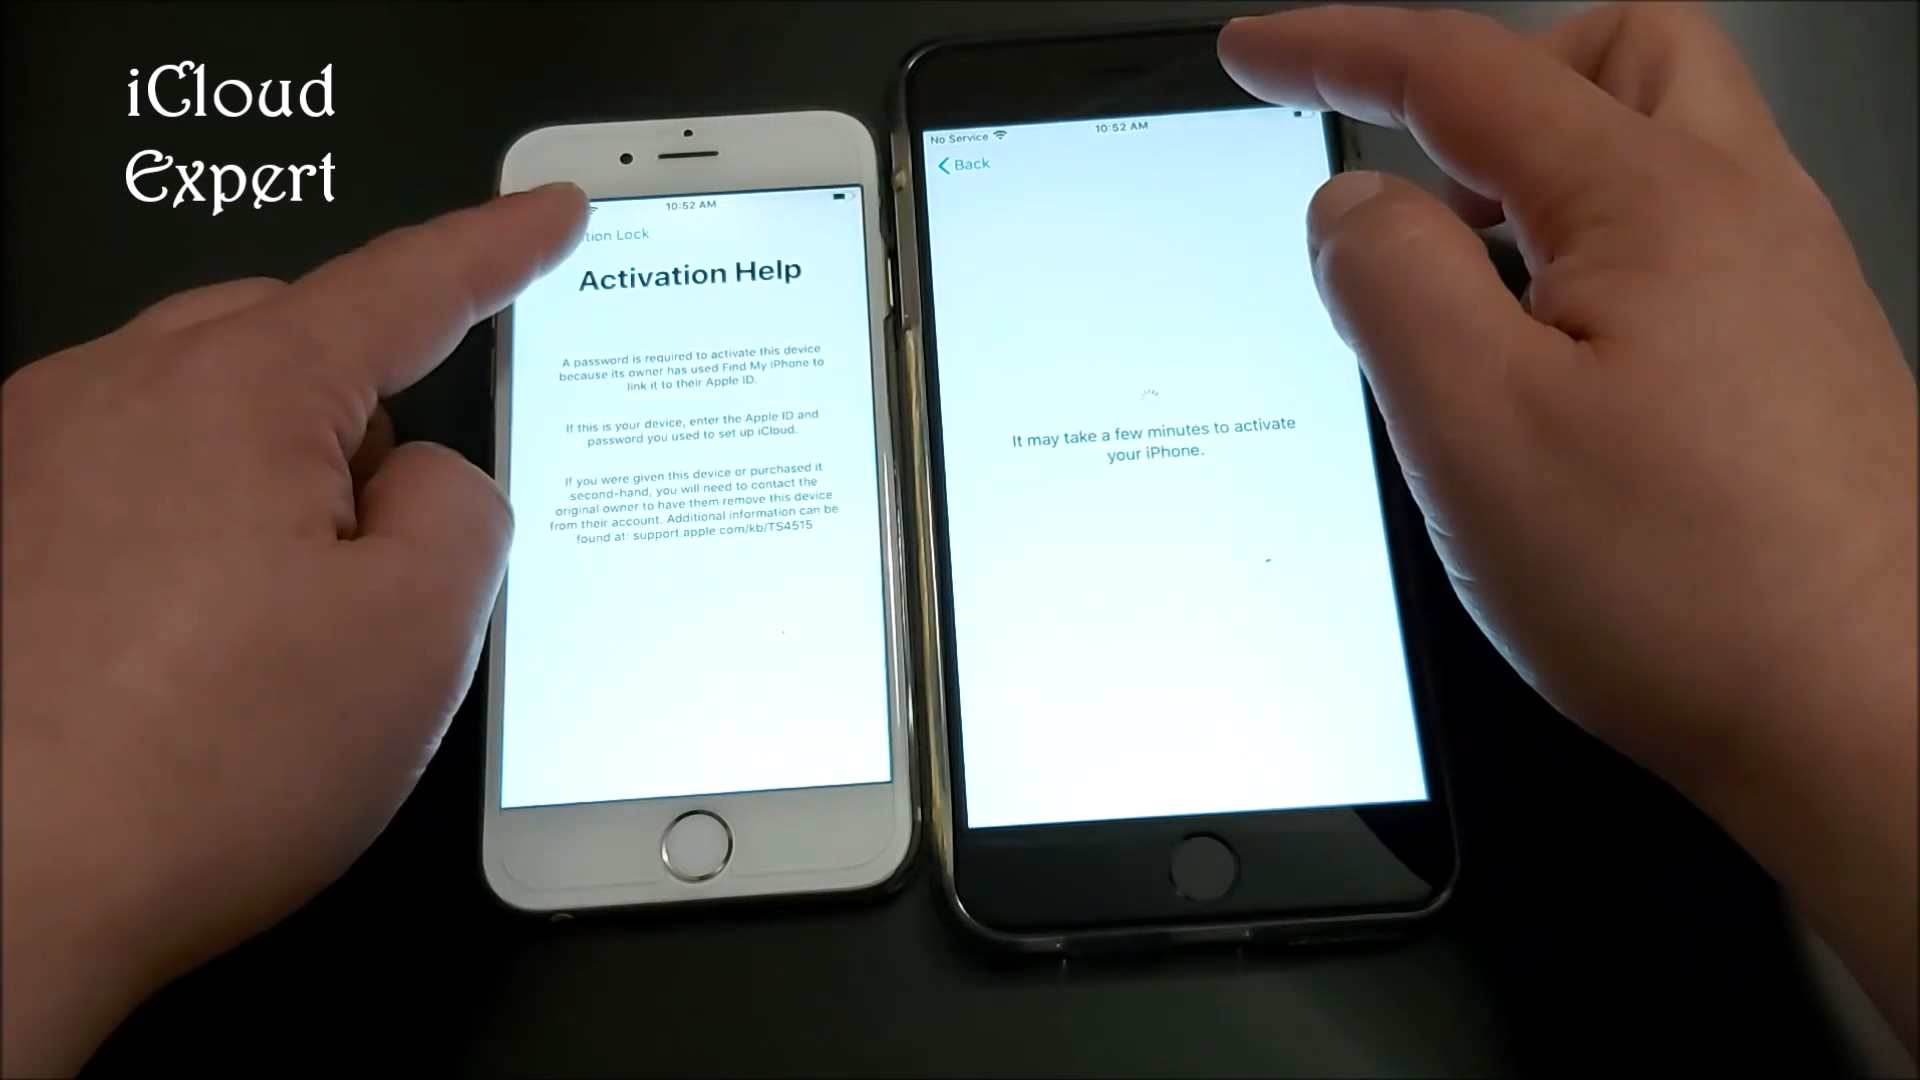 iCloud
Expert
10:52 AM
tion Lock
Activation Help
A password is required to activate this device
because its owner has used Find My iPhone to
link it to their Apple ID.
If this is your device, enter the Apple ID and
password you used to set up iCloud.
If you were given this device or purchased it
second-hand, you will need to contact the
original owner to have them remove this device
from their account. Additional information can be
found at: support.apple.com/kb/TS4515
No Service
10:52 AM
Back
It may take a few minutes to activate
your iPhone.